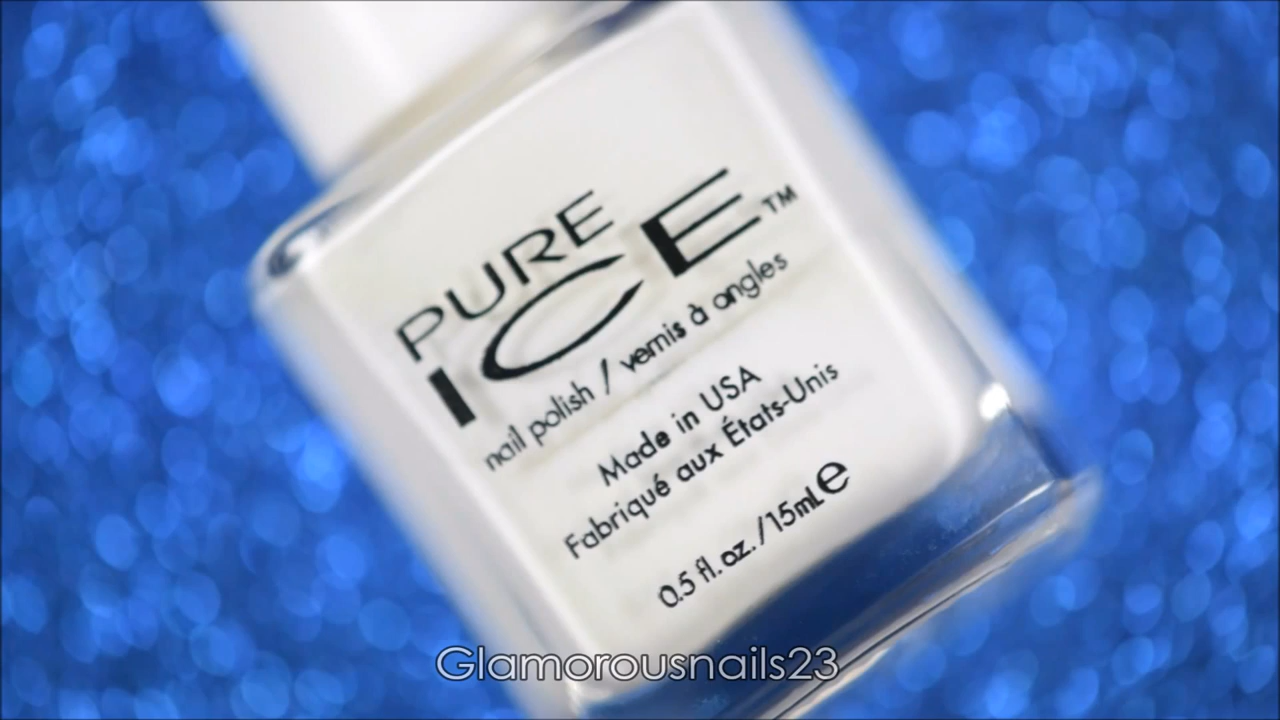 PURE
ICE™
nail polish / vernis à ongles
Made in USA
Fabriqué aux États-Unis
0.5 fl.oz./15mL e
Glamorousnails23